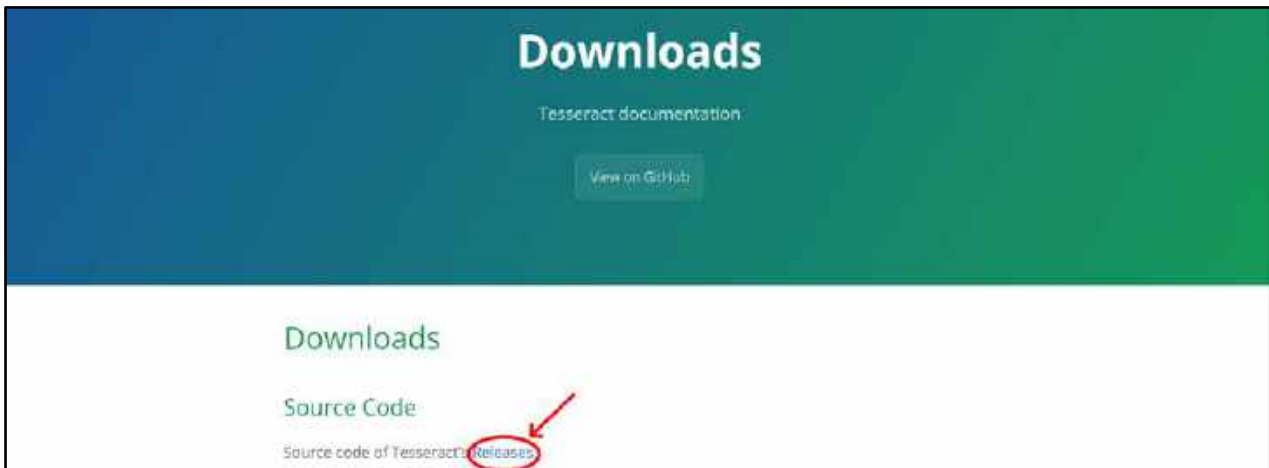 Downloads
Tesseract documentation
View on GitHub
Downloads
Source Code
Source code of Tesseract's Releases